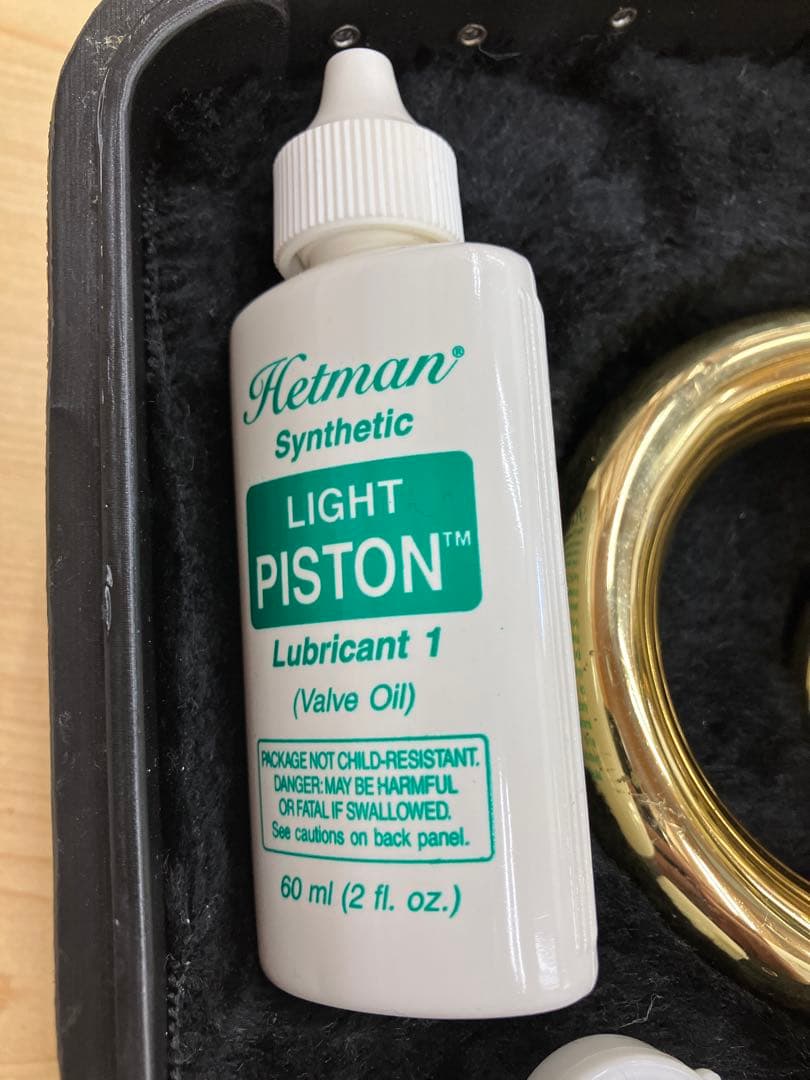 Hetman®
Synthetic
LIGHT
PISTON™
Lubricant 1
(Valve Oil)
PACKAGE NOT CHILD-RESISTANT.
DANGER: MAY BE HARMFUL
OR FATAL IF SWALLOWED.
See cautions on back panel.
60 ml (2 fl. oz.)